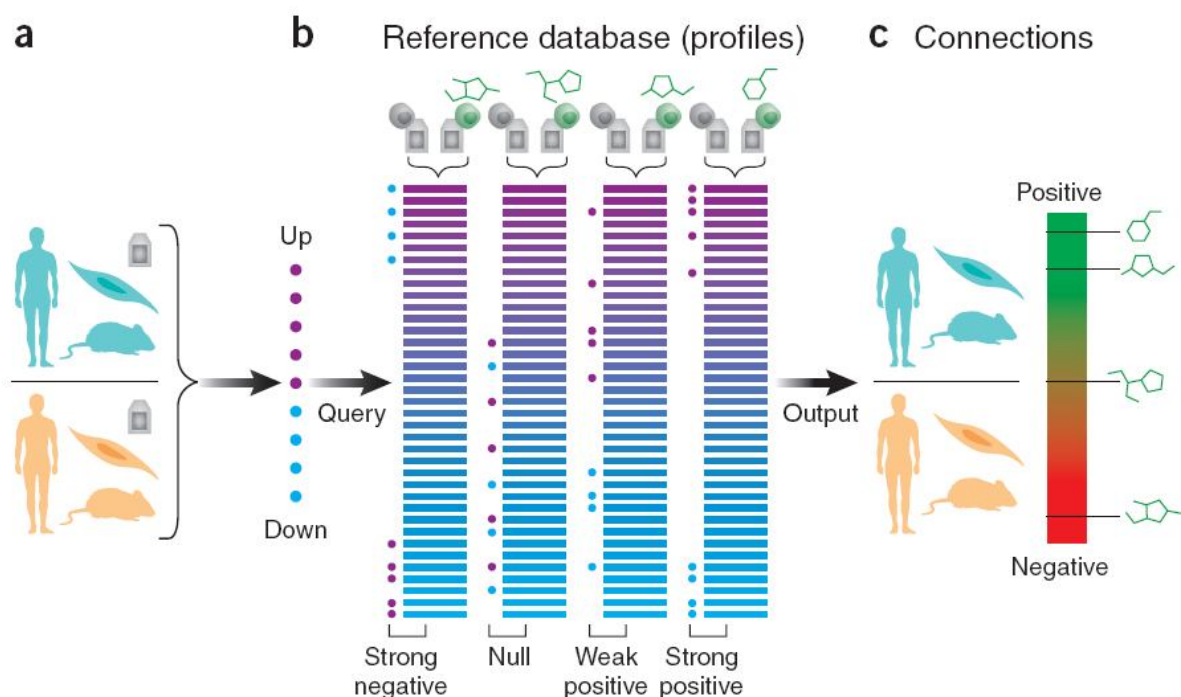 a
b Reference database (profiles)
c Connections
Up
Down
Query
Strong
negative
Null
Weak
positive
Strong
positive
Output
Positive
Negative